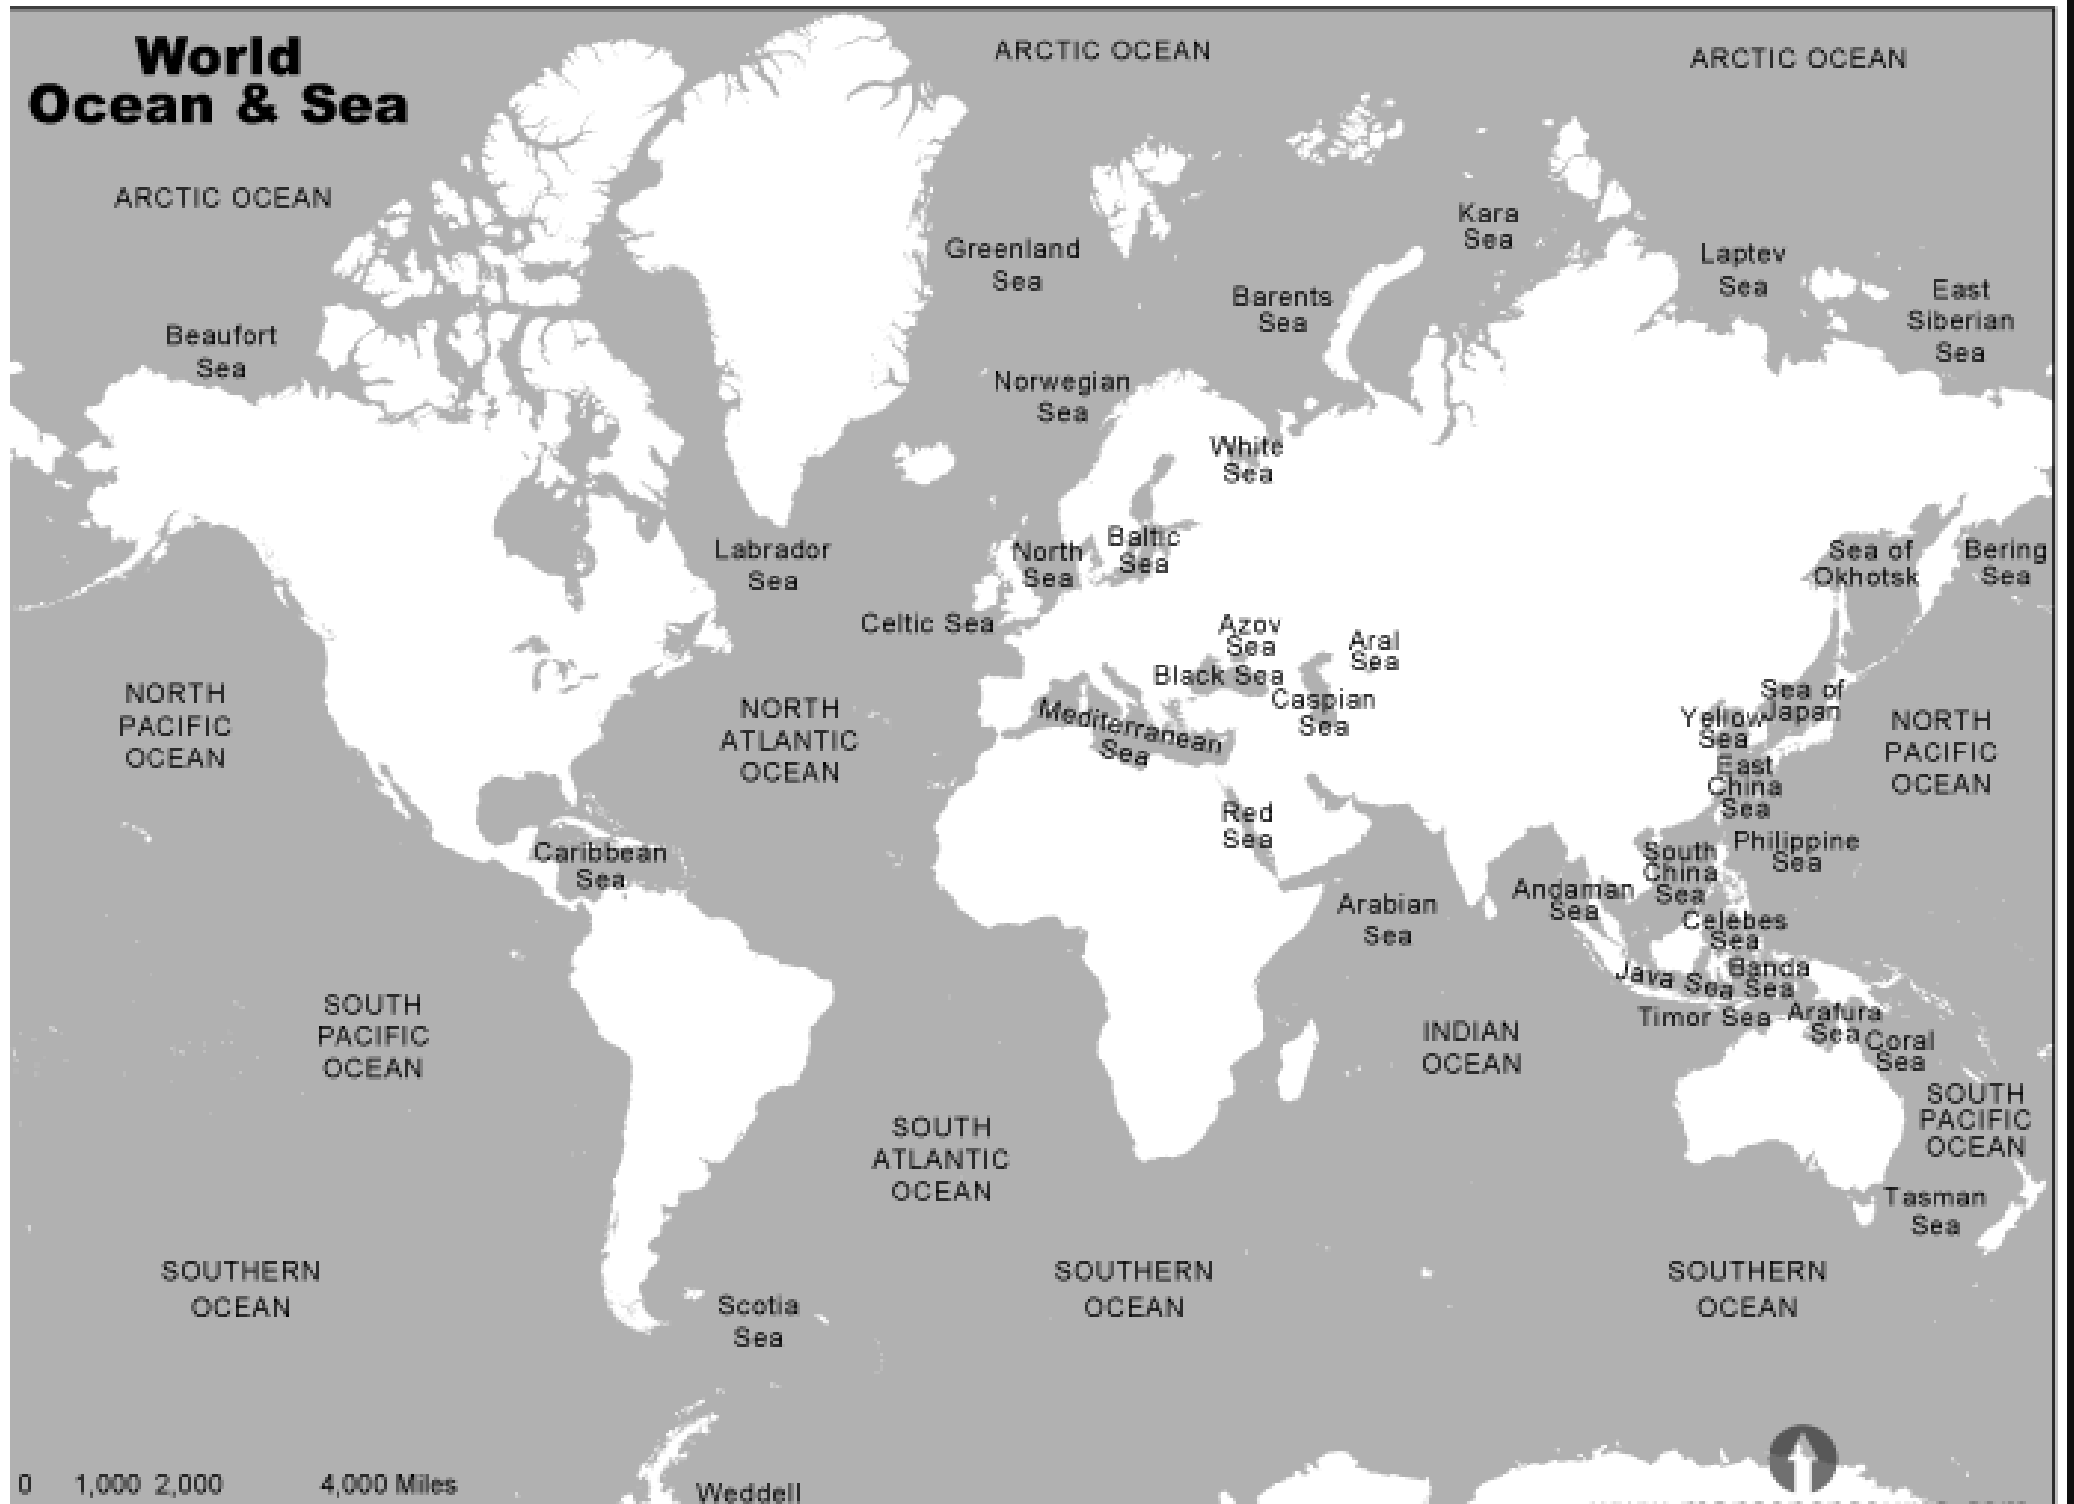 World
Ocean & Sea
ARCTIC OCEAN
ARCTIC OCEAN
ARCTIC OCEAN
Kara
Sea
Greenland
Sea
Laptev
Sea
Barents
Sea
East
Siberian
Sea
Beaufort
Sea
Norwegian
Sea
White
Sea
Labrador
Sea
North
Sea
Baltic
Sea
Sea of
Okhotsk
Bering
Sea
Celtic Sea
Azov
Sea
Aral
Sea
Black Sea
Caspian
Sea
Mediterranean
Sea
Sea of
Japan
Yellow
Sea
NORTH
PACIFIC
OCEAN
NORTH
ATLANTIC
OCEAN
NORTH
PACIFIC
OCEAN
East
China
Sea
Red
Sea
Philippine
Sea
South
China
Sea
Caribbean
Sea
Andaman
Sea
Arabian
Sea
Celebes
Sea
Banda
Sea
Java Sea
Timor Sea
Arafura
Sea
Coral
Sea
SOUTH
PACIFIC
OCEAN
INDIAN
OCEAN
SOUTH
PACIFIC
OCEAN
SOUTH
ATLANTIC
OCEAN
Tasman
Sea
SOUTHERN
OCEAN
SOUTHERN
OCEAN
SOUTHERN
OCEAN
Scotia
Sea
0 1,000 2,000 4,000 Miles
Weddell